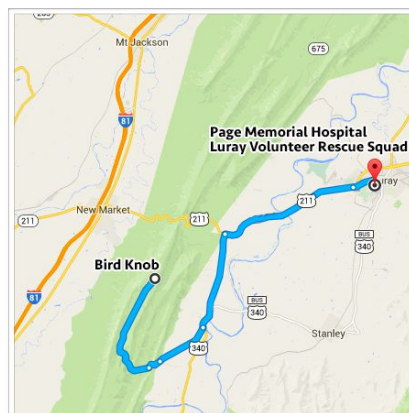 263
Mt Jackson
675
81
Page Memorial Hospital
Luray Volunteer Rescue Squad
211
New Market
211
211
BUS
340
Bird Knob
81
BUS
340
340
Stanley